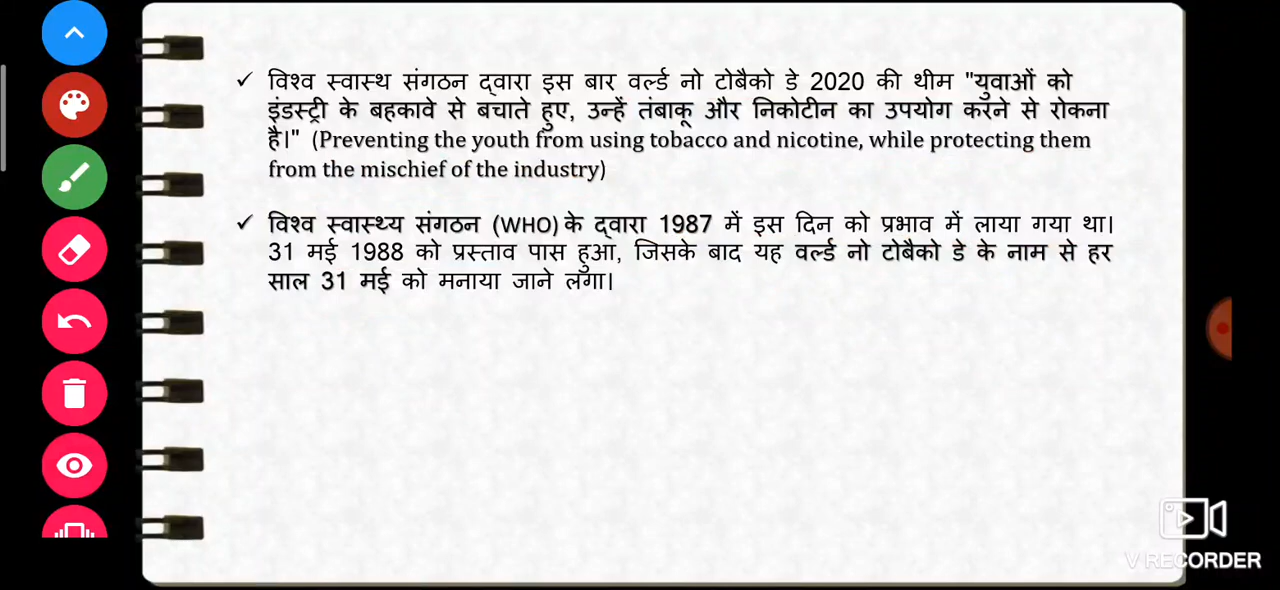 ✓ विश्व स्वास्थ संगठन द्वारा इस बार वर्ल्ड नो टोबैको डे 2020 की थीम "युवाओं को
इंडस्ट्री के बहकावे से बचाते हुए, उन्हें तंबाकू और निकोटीन का उपयोग करने से रोकना
है।" (Preventing the youth from using tobacco and nicotine, while protecting them
from the mischief of the industry)
✓ विश्व स्वास्थ्य संगठन (WHO) के द्वारा 1987 में इस दिन को प्रभाव में लाया गया था।
31 मई 1988 को प्रस्ताव पास हुआ, जिसके बाद यह वर्ल्ड नो टोबैको डे के नाम से हर
साल 31 मई को मनाया जाने लगा।
V RECORDER